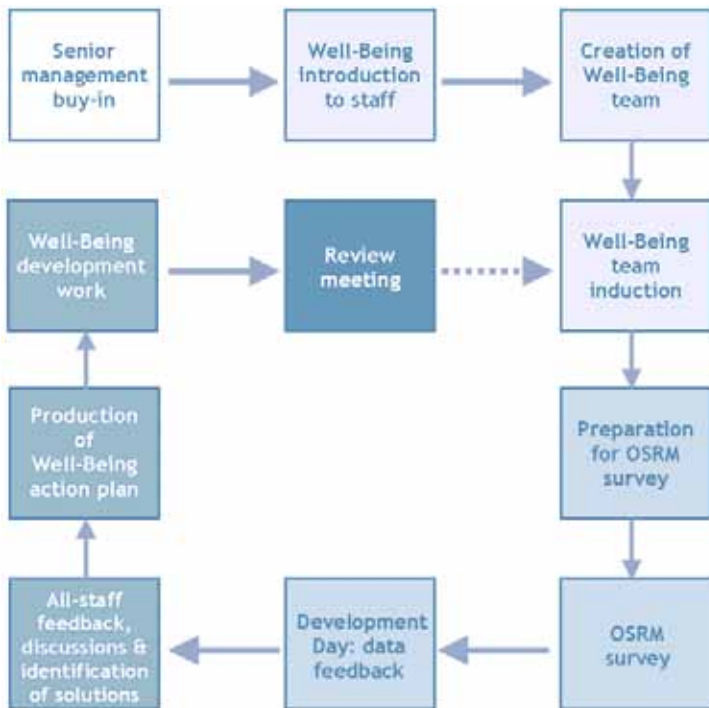 Senior
management
buy-in
Well-Being
introduction
to staff
Creation of
Well-Being
team
Well-Being
development
work
Review
meeting
Well-Being
team
induction
Production
of
Well-Being
action plan
Preparation
for OSRM
survey
All-staff
feedback,
discussions &
identification
of solutions
Development
Day: data
feedback
OSRM
survey